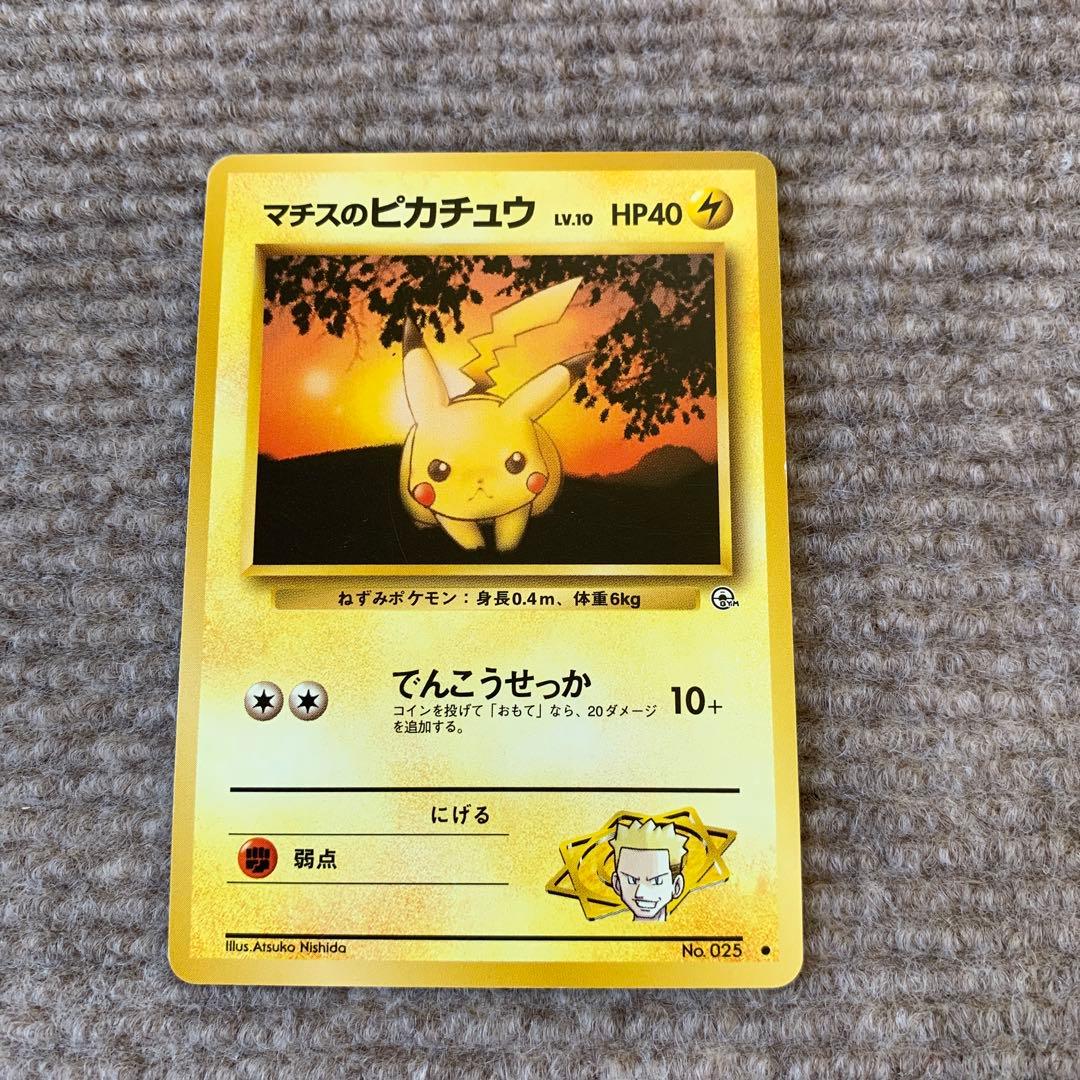 マチスのピカチュウ LV.10 HP40
ねずみポケモン：身長0.4m、体重6kg
GYM
でんこうせっか 10+
コインを投げて「おもて」なら、20ダメージ
を追加する。
にげる
弱点
Illus.Atsuko Nishida No. 025 ●